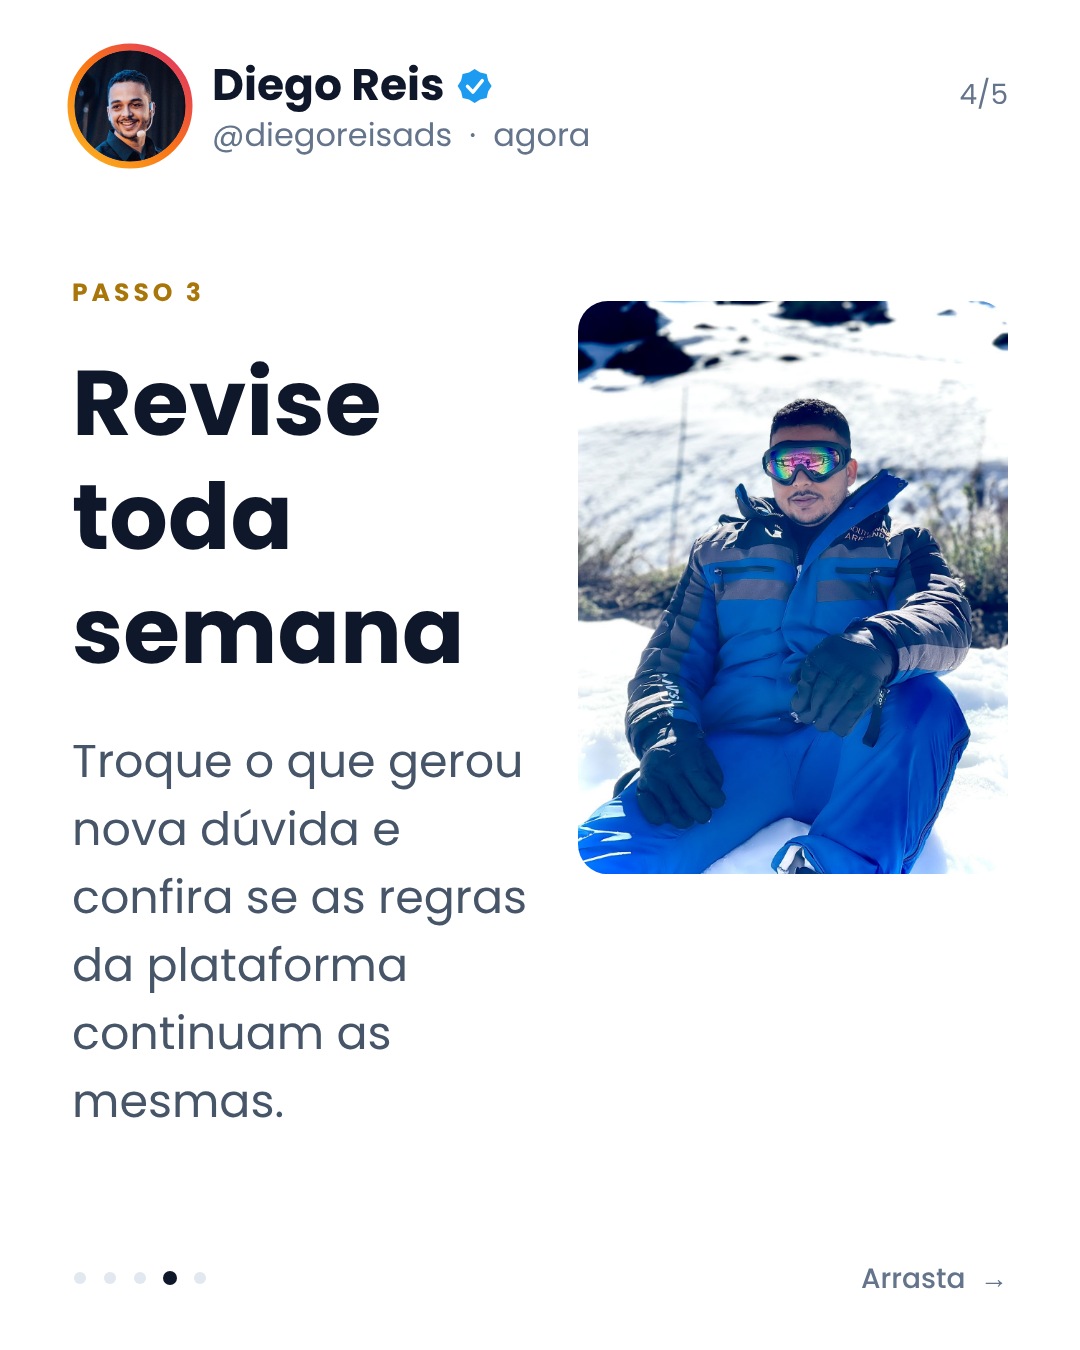 Diego Reis
@diegoreisads · agora
4/5
PASSO 3
Revise
toda
semana
Troque o que gerou
nova dúvida e
confira se as regras
da plataforma
continuam as
mesmas.
Arrasta →